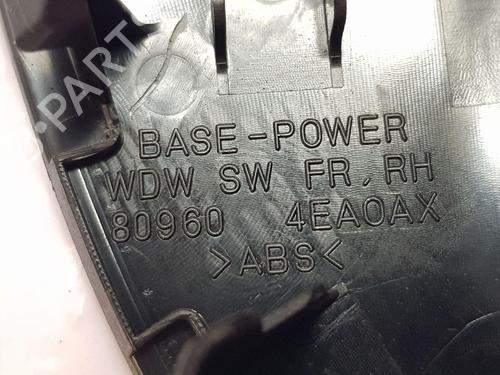 BASE-POWER
WDW SW FR, RH
80960 4EA0AX
>ABS<